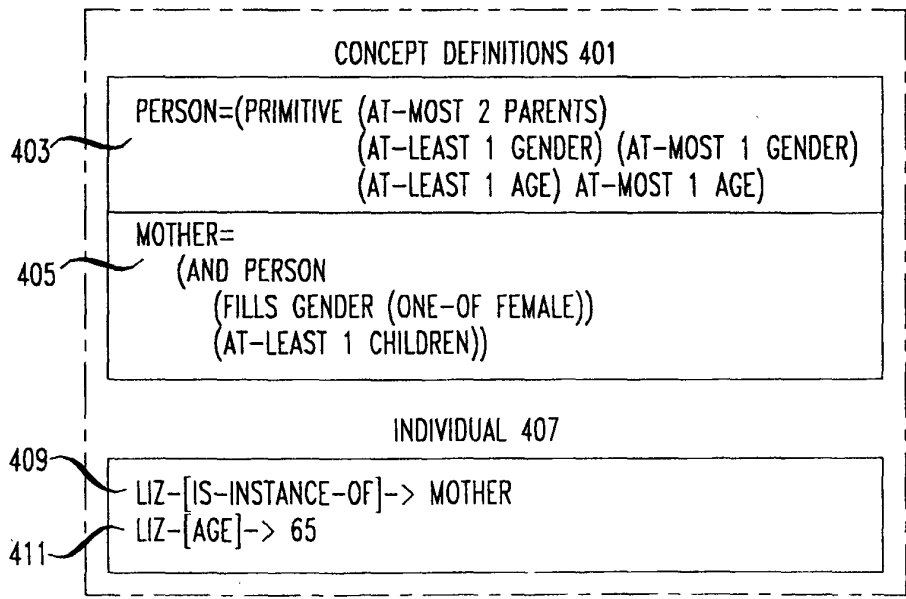 CONCEPT DEFINITIONS 401
403
PERSON=(PRIMITIVE (AT-MOST 2 PARENTS)
(AT-LEAST 1 GENDER) (AT-MOST 1 GENDER)
(AT-LEAST 1 AGE) AT-MOST 1 AGE)
405
MOTHER=
(AND PERSON
(FILLS GENDER (ONE-OF FEMALE))
(AT-LEAST 1 CHILDREN))
INDIVIDUAL 407
409
LIZ-[IS-INSTANCE-OF]-> MOTHER
411
LIZ-[AGE]-> 65